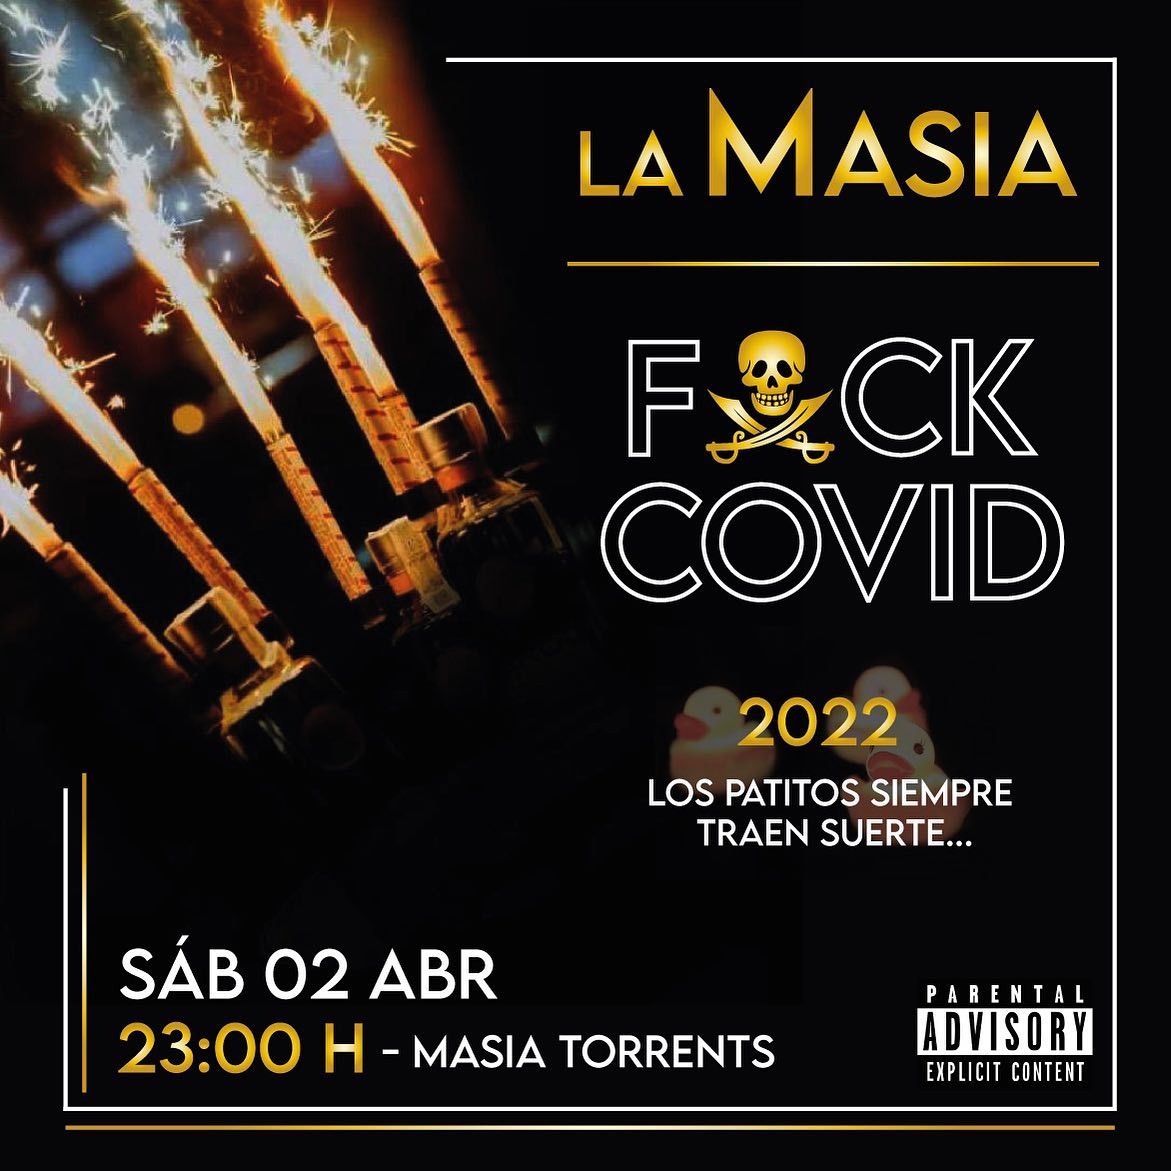 LA MASIA
F CK
COVID
2022
LOS PATITOS SIEMPRE
TRAEN SUERTE...
SÁB 02 ABR
23:00 H - MASIA TORRENTS
PARENTAL
ADVISORY
EXPLICIT CONTENT